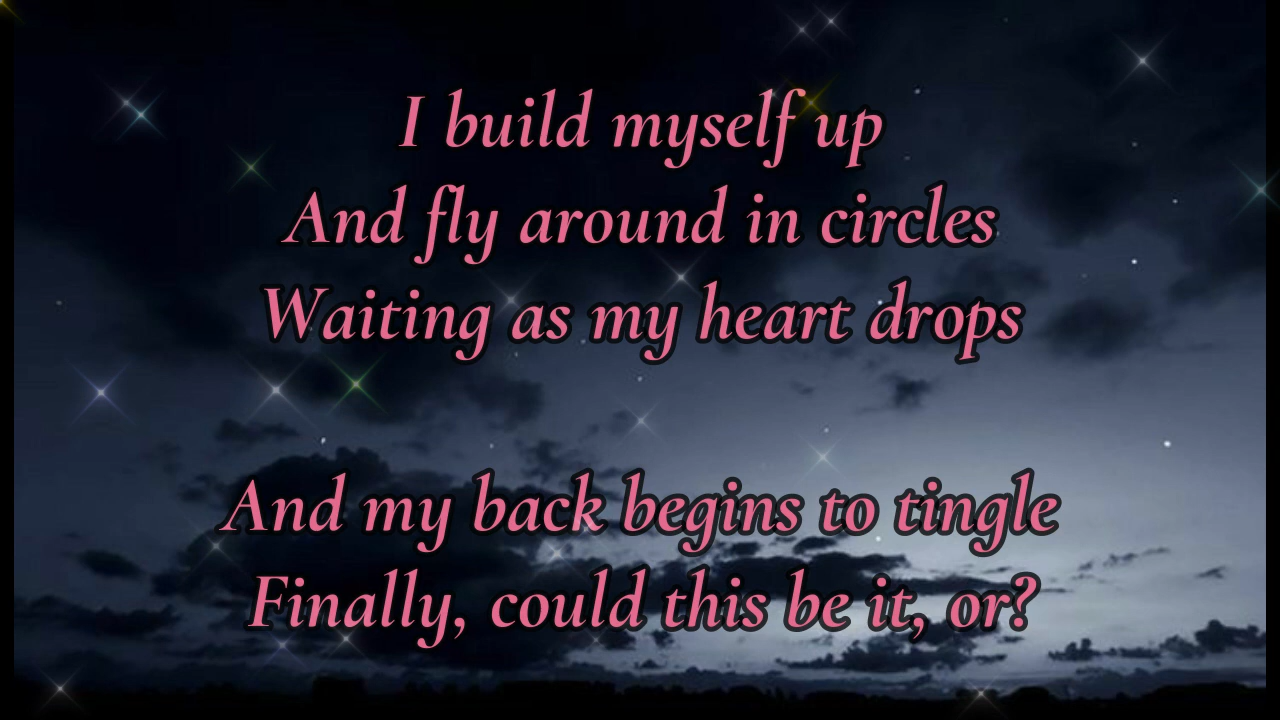 I build myself up
And fly around in circles
Waiting as my heart drops
And my back begins to tingle
Finally, could this be it, or?